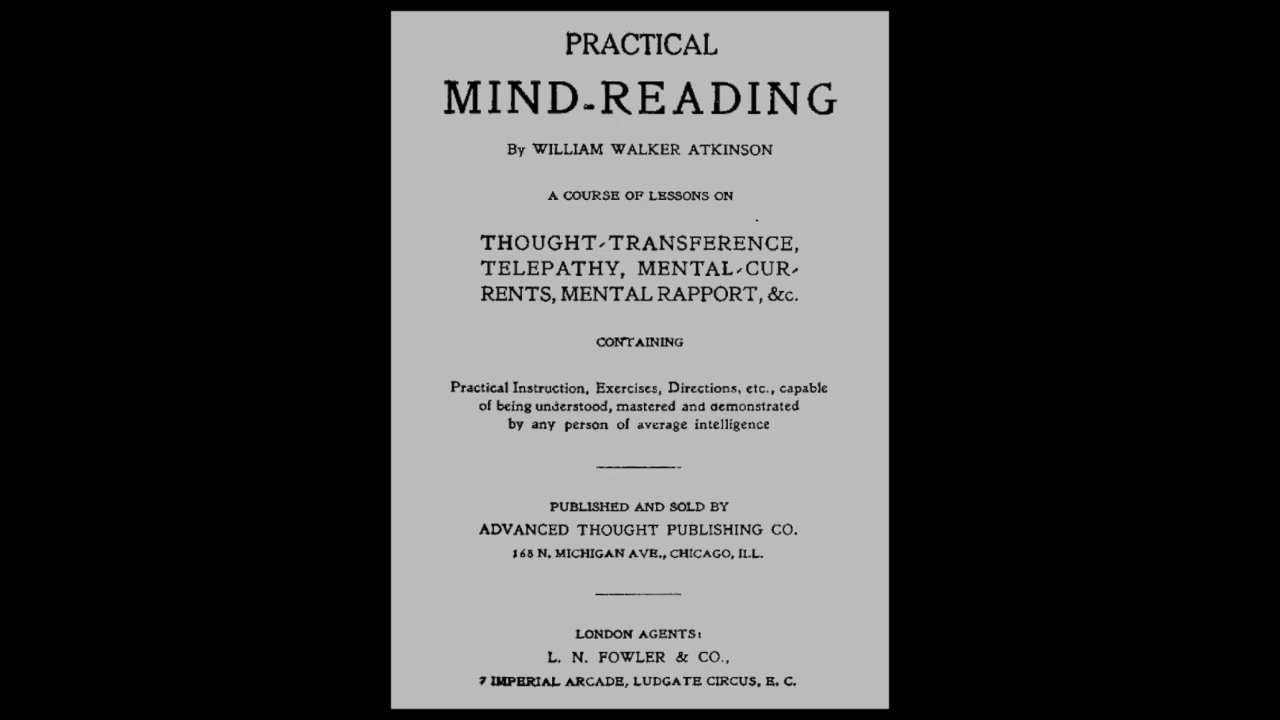 PRACTICAL
MIND-READING
By WILLIAM WALKER ATKINSON
A COURSE OF LESSONS ON
THOUGHT-TRANSFERENCE,
TELEPATHY, MENTAL-CUR-
RENTS, MENTAL RAPPORT, &c.
CONTAINING
Practical Instruction, Exercises, Directions, etc., capable
of being understood, mastered and demonstrated
by any person of average intelligence
PUBLISHED AND SOLD BY
ADVANCED THOUGHT PUBLISHING CO.
168 N. MICHIGAN AVE., CHICAGO, ILL.
LONDON AGENTS:
L. N. FOWLER & CO.,
7 IMPERIAL ARCADE, LUDGATE CIRCUS, E. C.